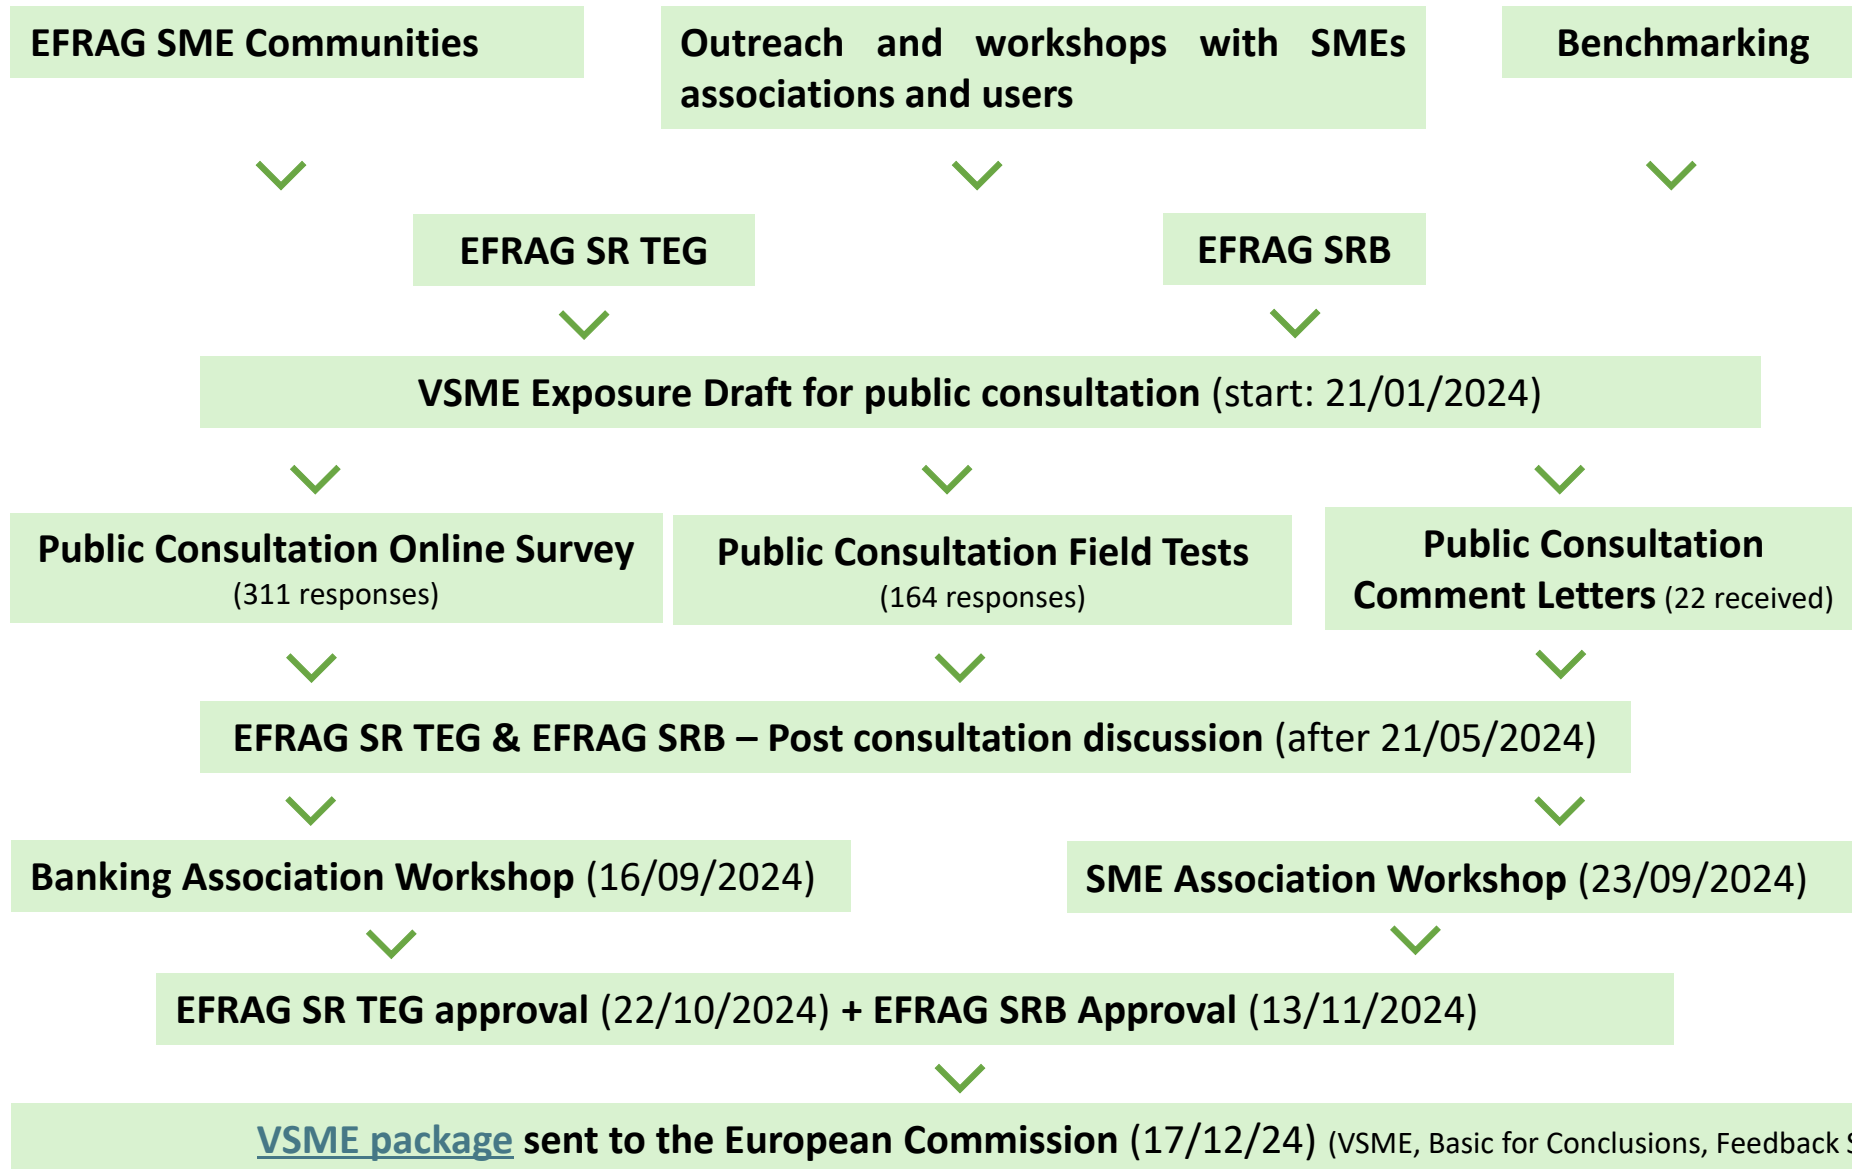 EFRAG SME Communities
Outreach and workshops with SMEs
associations and users
Benchmarking
EFRAG SR TEG
EFRAG SRB
VSME Exposure Draft for public consultation (start: 21/01/2024)
Public Consultation Online Survey
(311 responses)
Public Consultation Field Tests
(164 responses)
Public Consultation
Comment Letters (22 received)
EFRAG SR TEG & EFRAG SRB – Post consultation discussion (after 21/05/2024)
Banking Association Workshop (16/09/2024)
SME Association Workshop (23/09/2024)
EFRAG SR TEG approval (22/10/2024) + EFRAG SRB Approval (13/11/2024)
VSME package sent to the European Commission (17/12/24) (VSME, Basic for Conclusions, Feedback